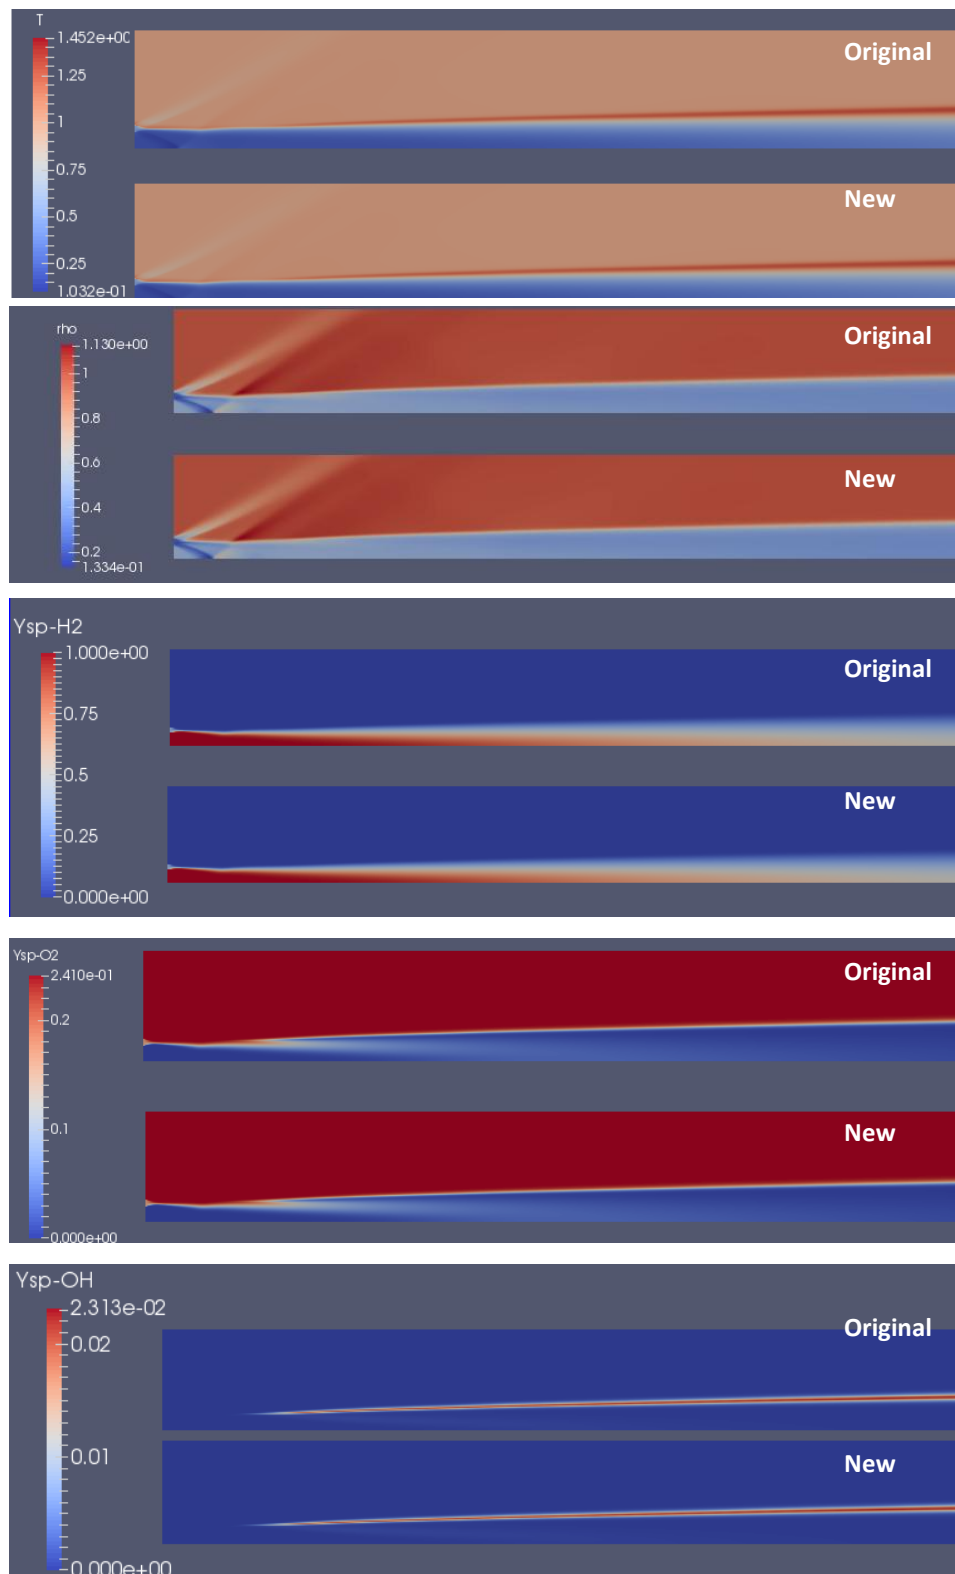 T
1.452e+00
Original
1.25
1
0.75
New
0.5
0.25
1.032e-01
rho
Original
1.130e+00
1
0.8
0.6
New
0.4
0.2
1.334e-01
Ysp-H2
1.000e+00
Original
0.75
0.5
New
0.25
0.000e+00
Ysp-O2
2.410e-01
Original
0.2
0.1
New
0.000e+00
Ysp-OH
2.313e-02
Original
0.02
0.01
New
0.000e+00